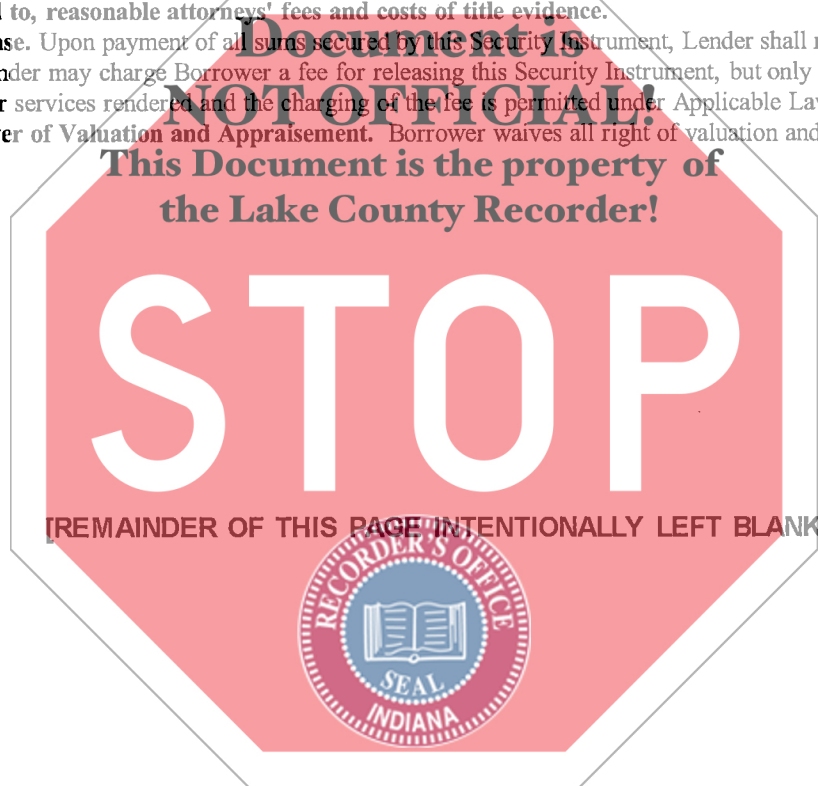 to, reasonable attorneys' fees and costs of title evidence.
Document is
Upon payment of all sums secured by this Security Instrument, Lender shall
may charge Borrower a fee for releasing this Security Instrument, but only
NOT OFFICIAL!
services rendered and the charging of the fee is permitted under Applicable
of Valuation and Appraisement. Borrower waives all right of valuation and
This Document is the property of
the Lake County Recorder!
STOP
[REMAINDER OF THIS PAGE INTENTIONALLY LEFT BLANK
RECORDER'S OFFICE
SEAL
INDIANA